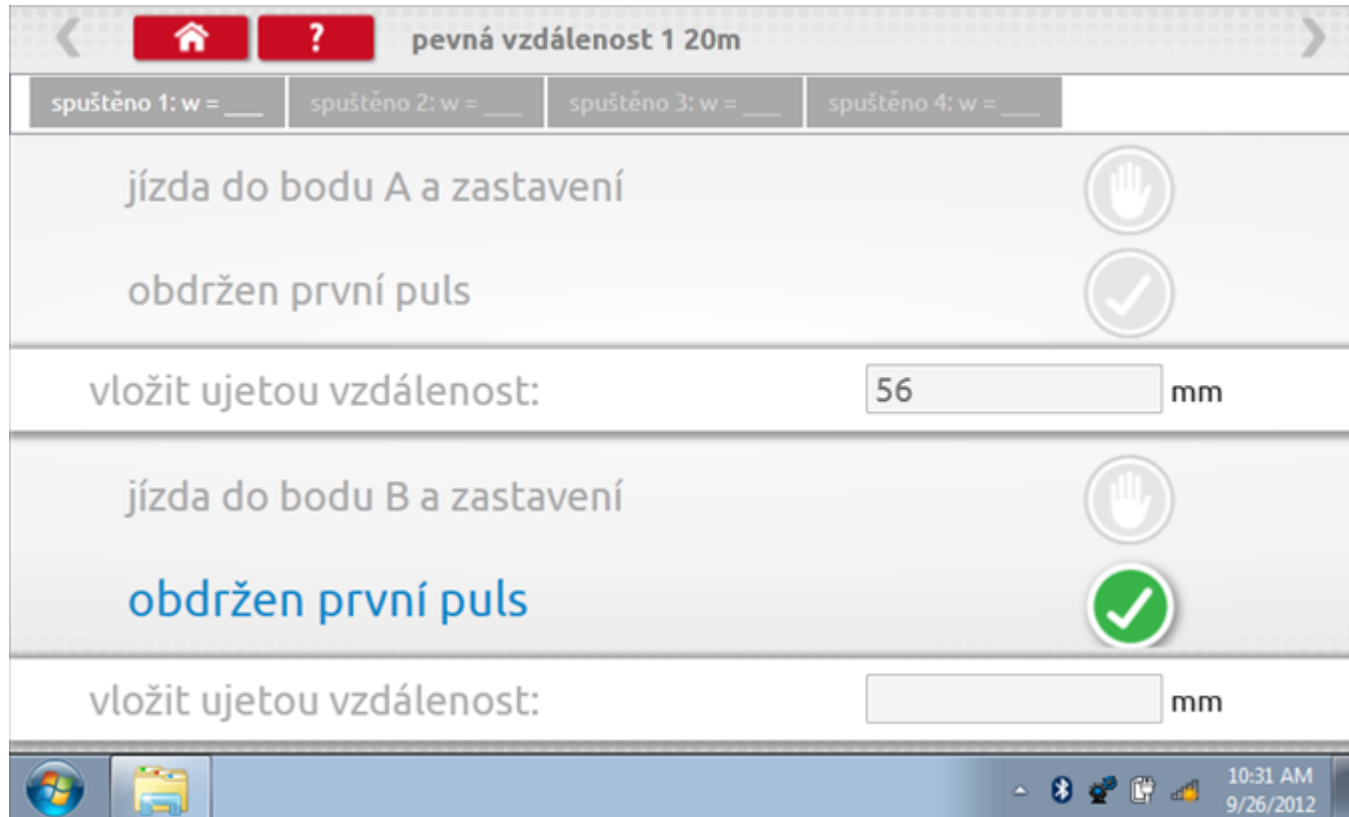 ? pevná vzdálenost 1 20m
spuštěno 1: w = ___ spuštěno 2: w = ___ spuštěno 3: w = ___ spuštěno 4: w = ___
jízda do bodu A a zastavení
obdržen první puls
vložit ujetou vzdálenost: 56 mm
jízda do bodu B a zastavení
obdržen první puls
vložit ujetou vzdálenost: mm
10:31 AM
9/26/2012